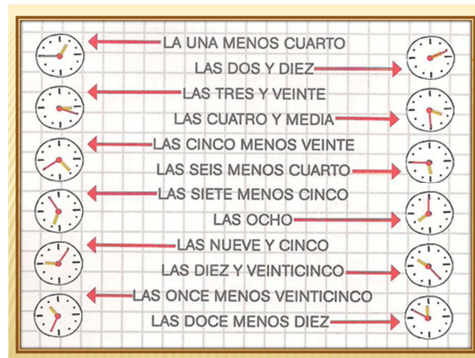 LA UNA MENOS CUARTO
LAS DOS Y DIEZ
LAS TRES Y VEINTE
LAS CUATRO Y MEDIA
LAS CINCO MENOS VEINTE
LAS SEIS MENOS CUARTO
LAS SIETE MENOS CINCO
LAS OCHO
LAS NUEVE Y CINCO
LAS DIEZ Y VEINTICINCO
LAS ONCE MENOS VEINTICINCO
LAS DOCE MENOS DIEZ